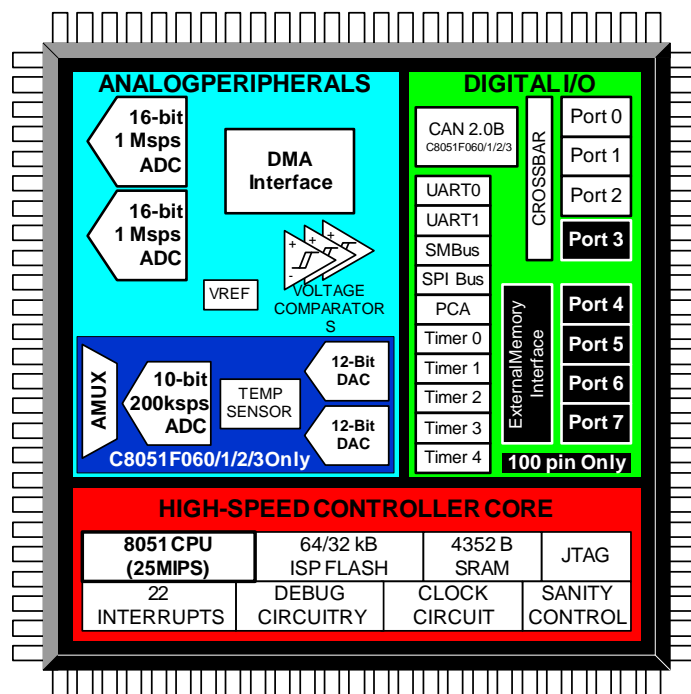 ANALOGPERIPHERALS
16-bit
1 Msps
ADC
16-bit
1 Msps
ADC
DMA
Interface
+
+
+
-
VREF
VOLTAGE
COMPARATOR
S
AMUX
10-bit
200ksps
ADC
TEMP
SENSOR
12-Bit
DAC
12-Bit
DAC
C8051F060/1/2/3Only
DIGITALI/O
CAN 2.0B
C8051F060/1/2/3
UART0
UART1
SMBus
SPI Bus
PCA
Timer 0
Timer 1
Timer 2
Timer 3
Timer 4
CROSSBAR
ExternalMemory
Interface
Port 0
Port 1
Port 2
Port 3
Port 4
Port 5
Port 6
Port 7
100 pin Only
HIGH-SPEED CONTROLLER CORE
8051CPU
(25MIPS)
64/32 kB
ISP FLASH
4352 B
SRAM
JTAG
22
INTERRUPTS
DEBUG
CIRCUITRY
CLOCK
CIRCUIT
SANITY
CONTROL